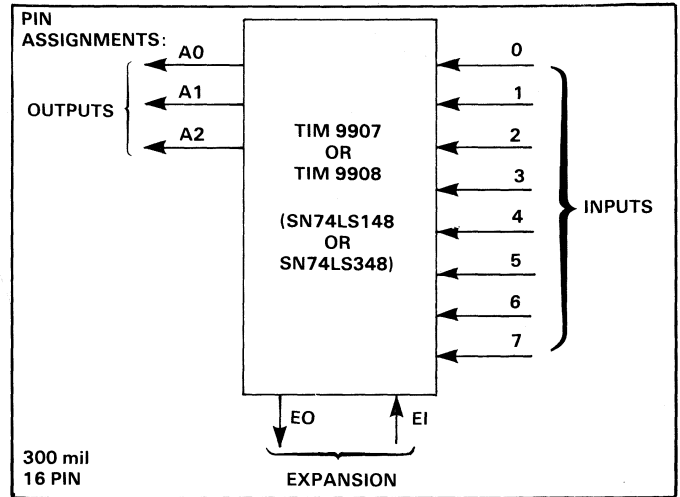 PIN
ASSIGNMENTS:
A0
A1
A2
OUTPUTS
TIM 9907
OR
TIM 9908
(SN74LS148
OR
SN74LS348)
0
1
2
3
4
5
6
7
INPUTS
EO
EI
EXPANSION
300 mil
16 PIN